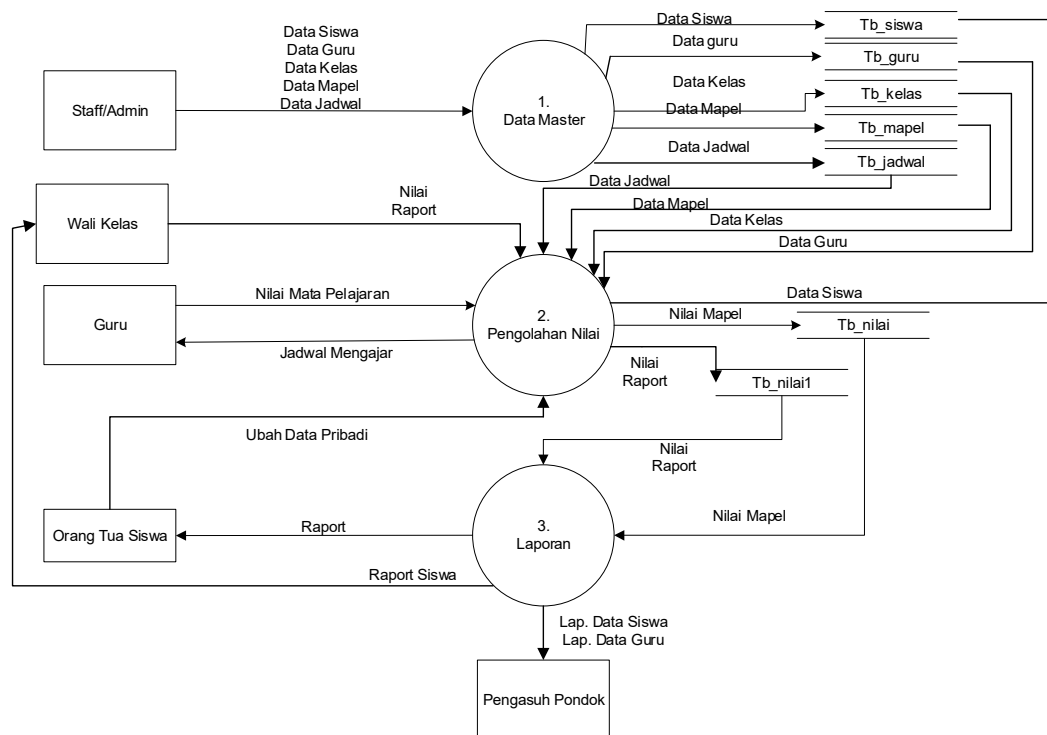 Data Siswa
Data Guru
Data Kelas
Data Mapel
Data Jadwal
Staff/Admin
1.
Data Master
Data Siswa
Data guru
Data Kelas
Data Mapel
Data Jadwal
Tb_siswa
Tb_guru
Tb_kelas
Tb_mapel
Tb_jadwal
Data Jadwal
Data Mapel
Data Kelas
Data Guru
Data Siswa
Wali Kelas
Nilai
Raport
Guru
Nilai Mata Pelajaran
Jadwal Mengajar
2.
Pengolahan Nilai
Nilai Mapel
Tb_nilai
Nilai
Raport
Tb_nilai1
Ubah Data Pribadi
Nilai
Raport
Nilai Mapel
Orang Tua Siswa
Raport
3.
Laporan
Raport Siswa
Lap. Data Siswa
Lap. Data Guru
Pengasuh Pondok